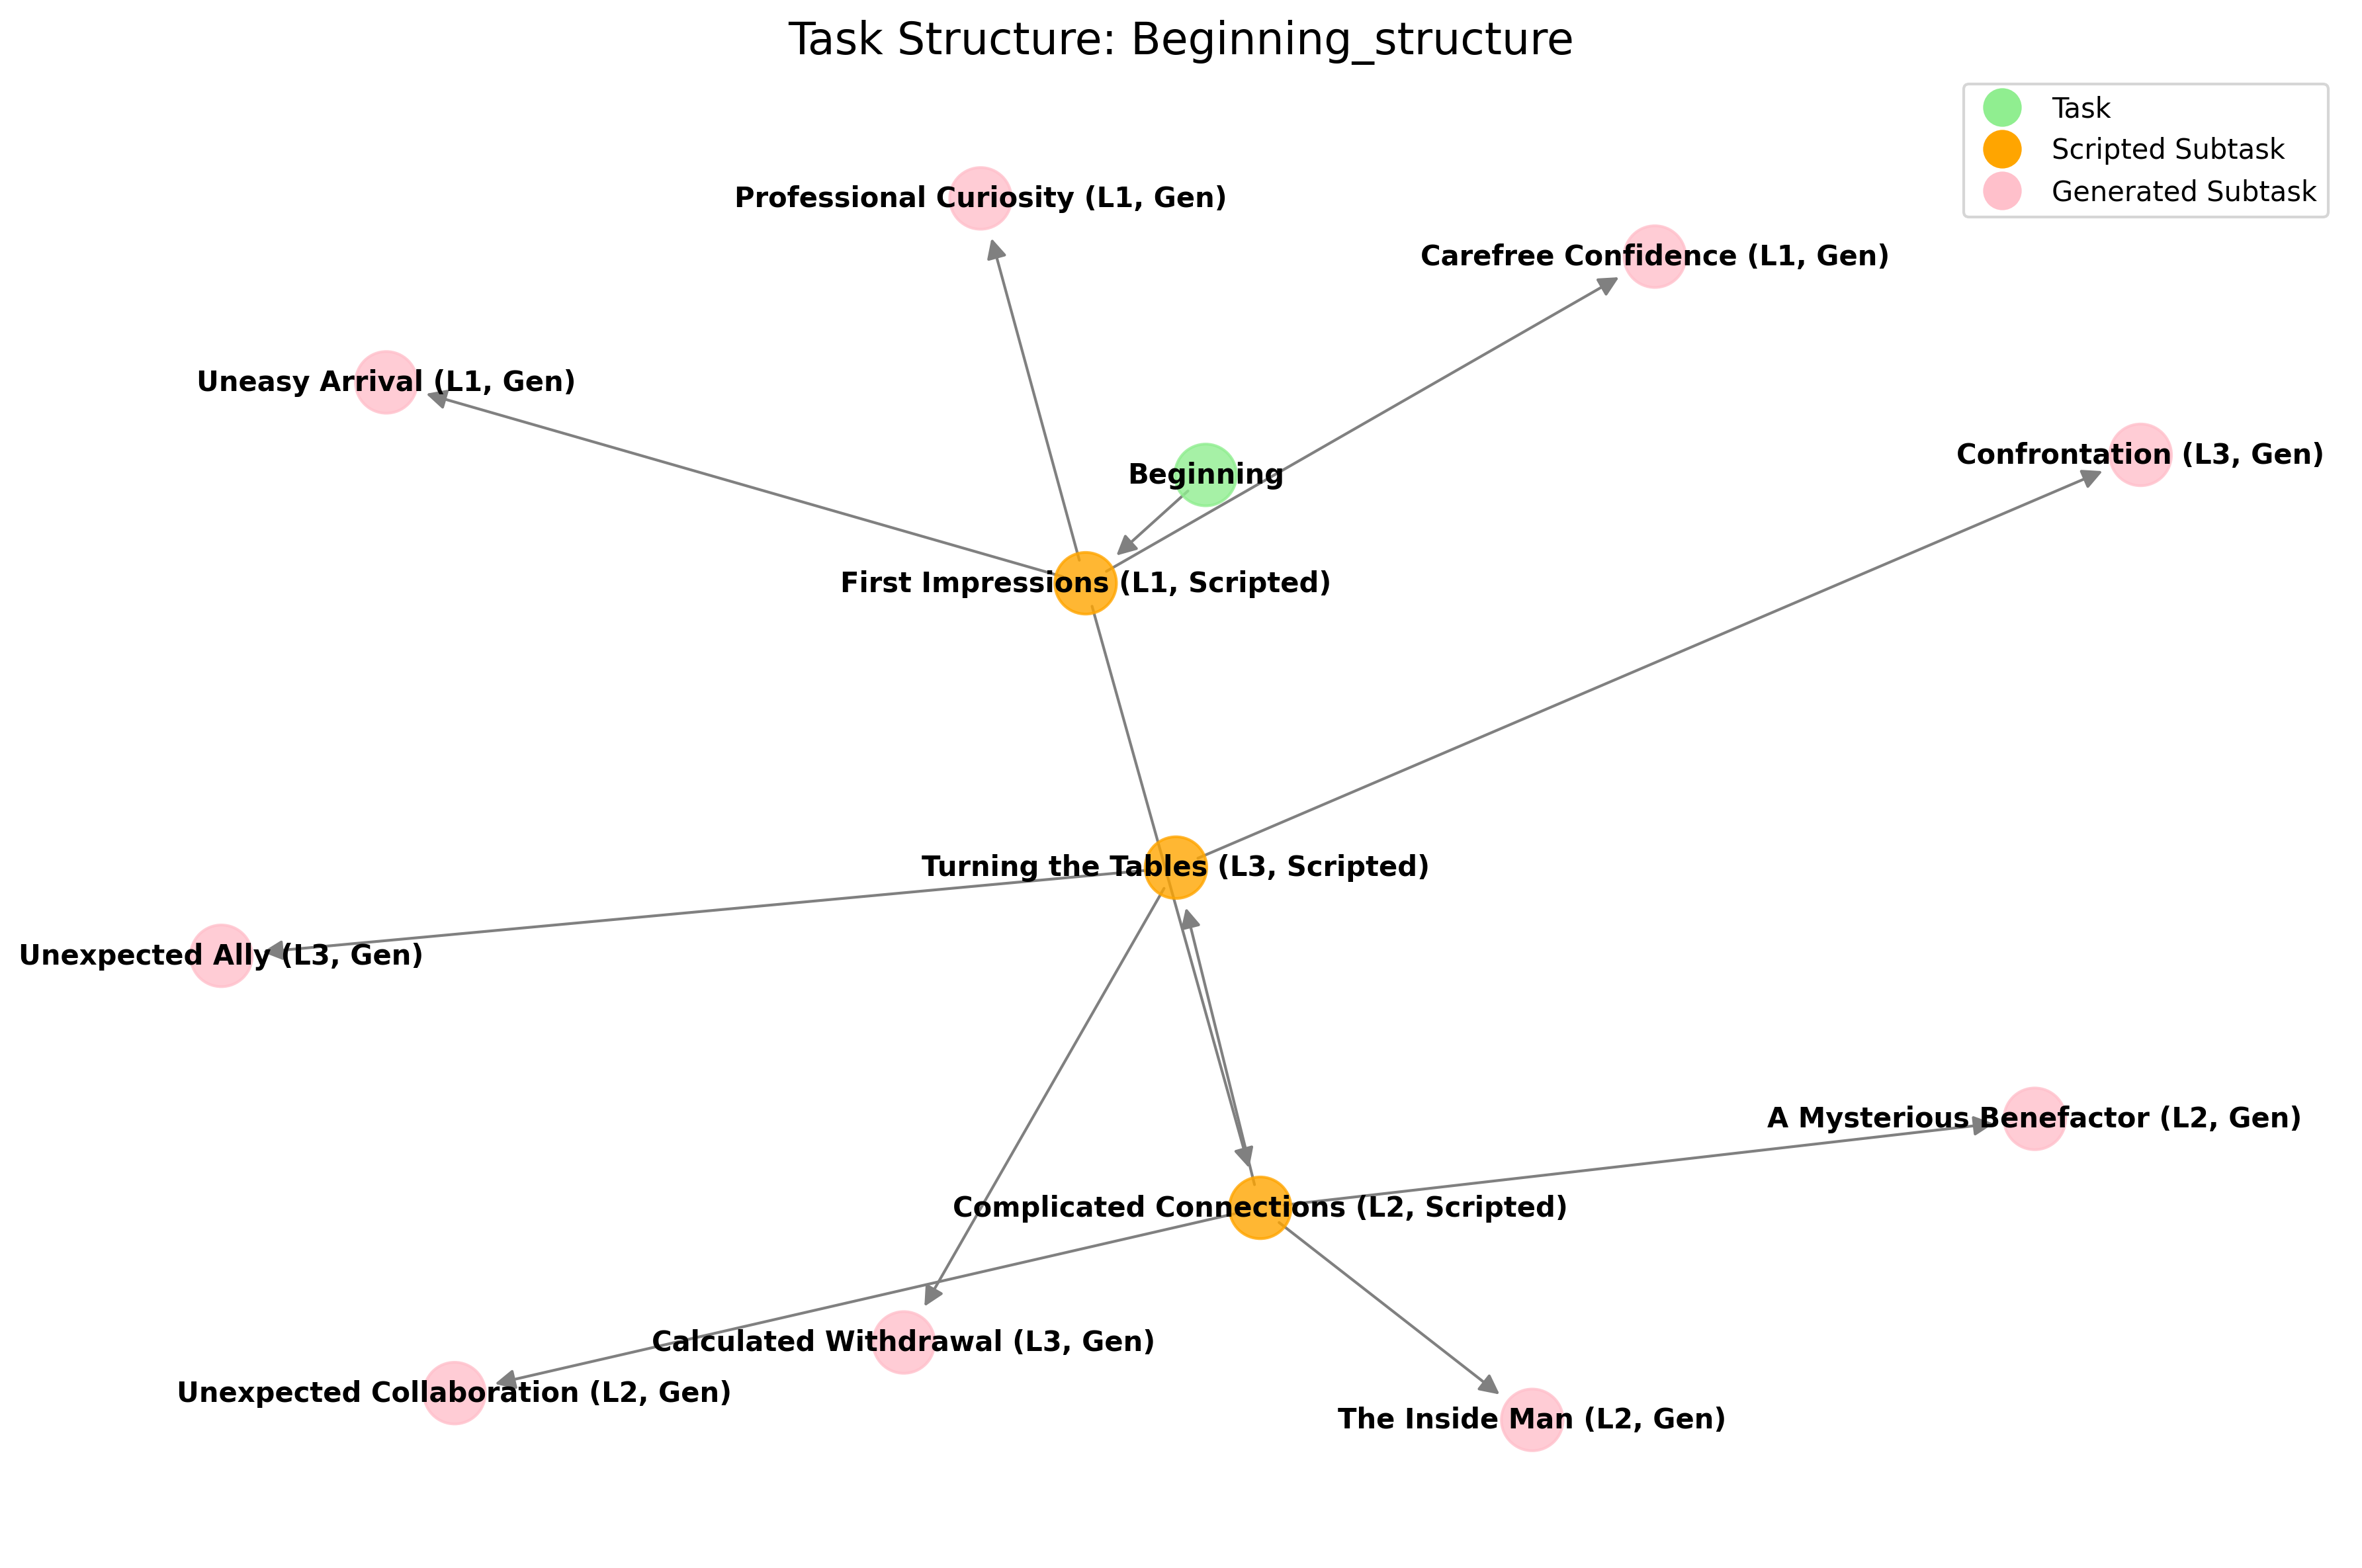 Task Structure: Beginning_structure
Task
Scripted Subtask
Generated Subtask
Professional Curiosity (L1, Gen)
Carefree Confidence (L1, Gen)
Uneasy Arrival (L1, Gen)
Confrontation (L3, Gen)
Beginning
First Impressions (L1, Scripted)
Turning the Tables (L3, Scripted)
Unexpected Ally (L3, Gen)
A Mysterious Benefactor (L2, Gen)
Complicated Connections (L2, Scripted)
Calculated Withdrawal (L3, Gen)
Unexpected Collaboration (L2, Gen)
The Inside Man (L2, Gen)